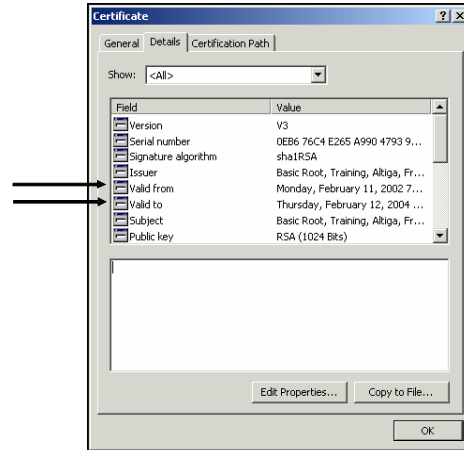 Certificate
General Details Certification Path
Show: <All>
Field Value
Version V3
Serial number 0EB6 76C4 E265 A990 4793 9...
Signature algorithm sha1RSA
Issuer Basic Root, Training, Altiga, Fr...
Valid from Monday, February 11, 2002 7...
Valid to Thursday, February 12, 2004 ...
Subject Basic Root, Training, Altiga, Fr...
Public key RSA (1024 Bits)
Edit Properties... Copy to File...
OK